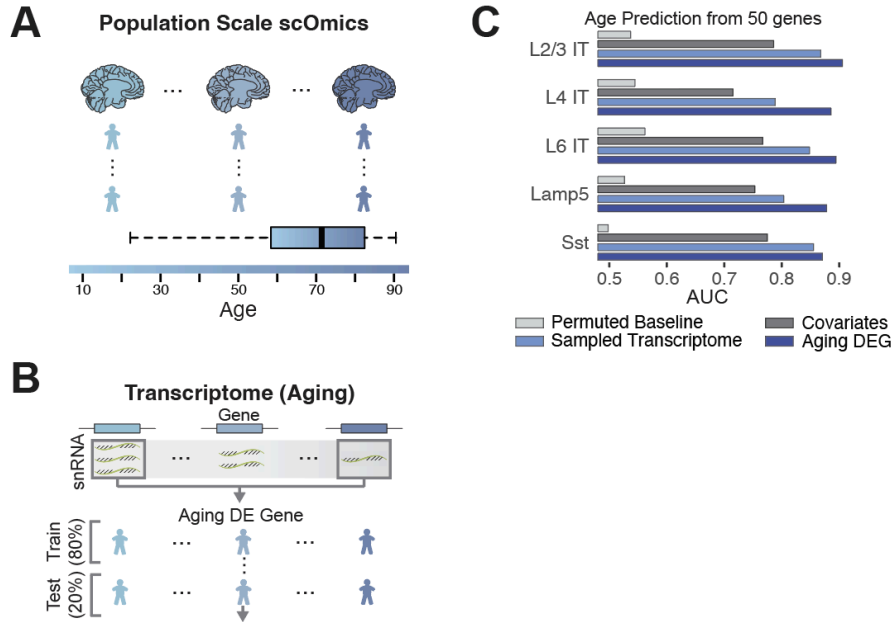 A
Population Scale scOmics
... ...
10 30 50 70 90
Age
B
Transcriptome (Aging)
Gene
snRNA
... ...
Aging DE Gene
Train
(80%)
... ...
Test
(20%)
... ...
C
Age Prediction from 50 genes
L2/3 IT
L4 IT
L6 IT
Lamp5
Sst
0.5 0.6 0.7 0.8 0.9
AUC
Permuted Baseline
Covariates
Sampled Transcriptome
Aging DEG